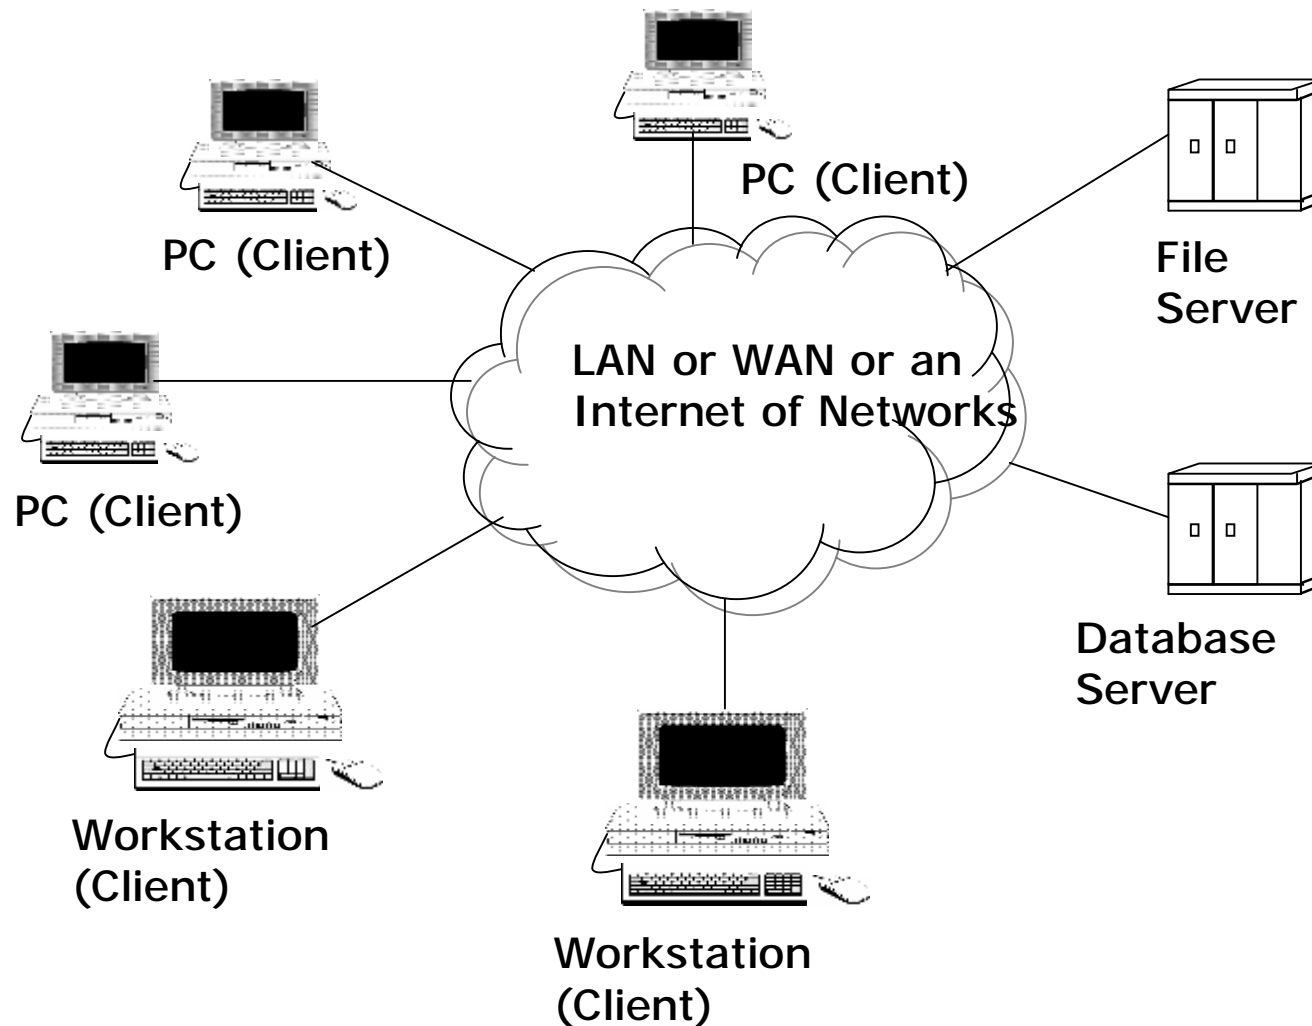 PC (Client)
PC (Client)
File
Server
LAN or WAN or an
Internet of Networks
PC (Client)
Database
Server
Workstation
(Client)
Workstation
(Client)